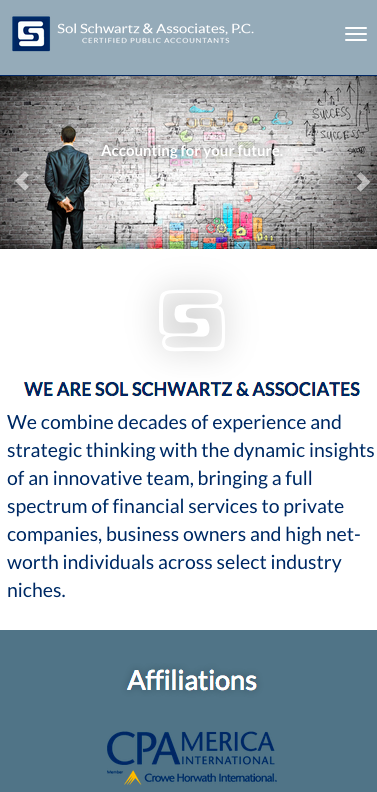 Sol Schwartz & Associates, P.C.
CERTIFIED PUBLIC ACCOUNTANTS
SUCCESS
SUCCESS
Accounting for your future
WE ARE SOL SCHWARTZ & ASSOCIATES
We combine decades of experience and
strategic thinking with the dynamic insights
of an innovative team, bringing a full
spectrum of financial services to private
companies, business owners and high net-
worth individuals across select industry
niches.
Affiliations
CPAMERICA
INTERNATIONAL
Member Crowe Horwath International.